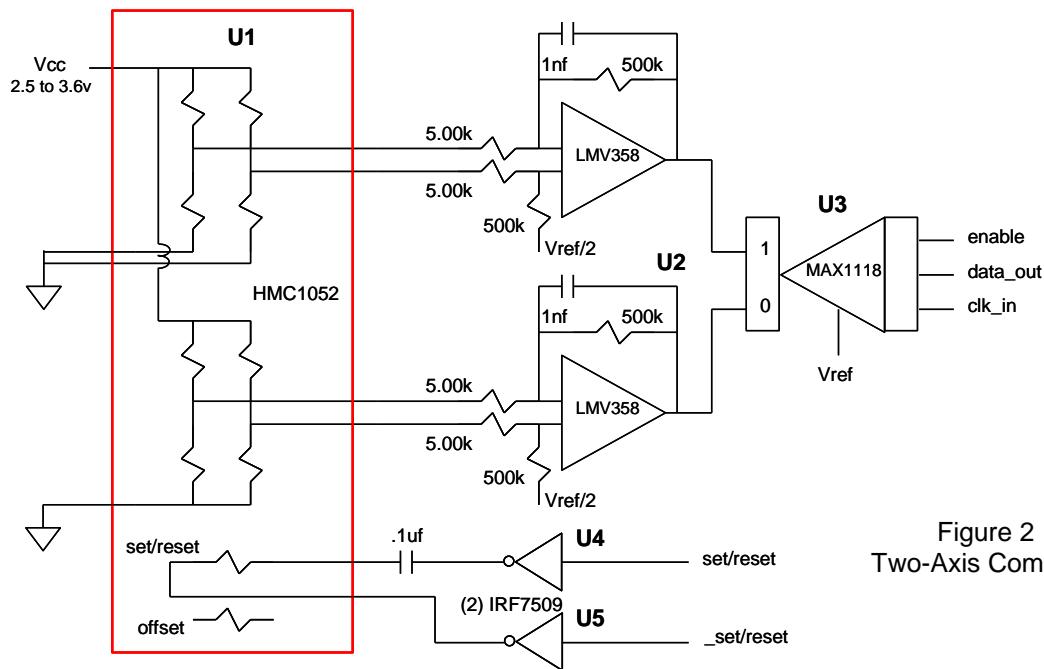 U1
Vcc
2.5 to 3.6v
1nf
500k
5.00k
LMV358
5.00k
500k
Vref/2
U3
1
0
MAX1118
enable
data_out
clk_in
Vref
HMC1052
U2
1nf
500k
5.00k
LMV358
5.00k
500k
Vref/2
set/reset
.1uf
U4
set/reset
(2) IRF7509
U5
offset
_set/reset
Figure 2
Two-Axis Com